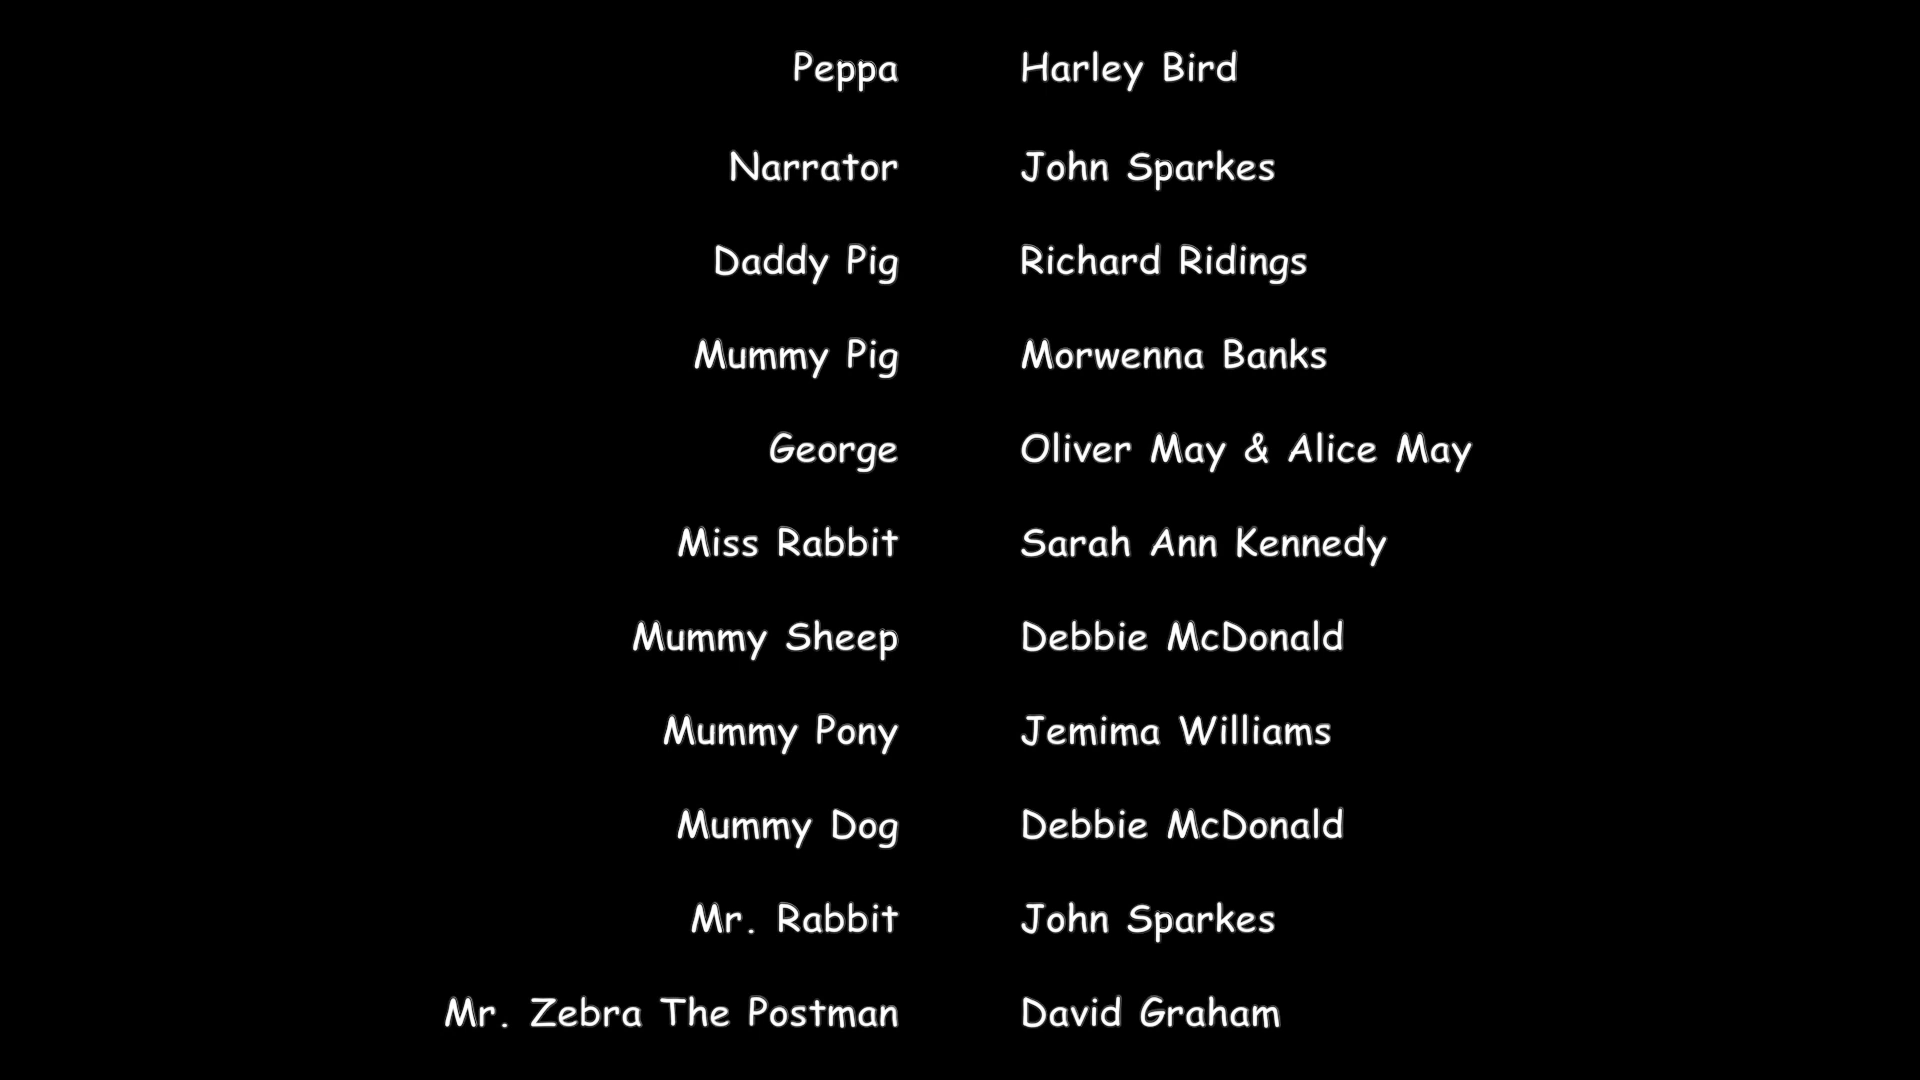 Peppa Harley Bird
Narrator John Sparkes
Daddy Pig Richard Ridings
Mummy Pig Morwenna Banks
George Oliver May & Alice May
Miss Rabbit Sarah Ann Kennedy
Mummy Sheep Debbie McDonald
Mummy Pony Jemima Williams
Mummy Dog Debbie McDonald
Mr. Rabbit John Sparkes
Mr. Zebra The Postman David Graham